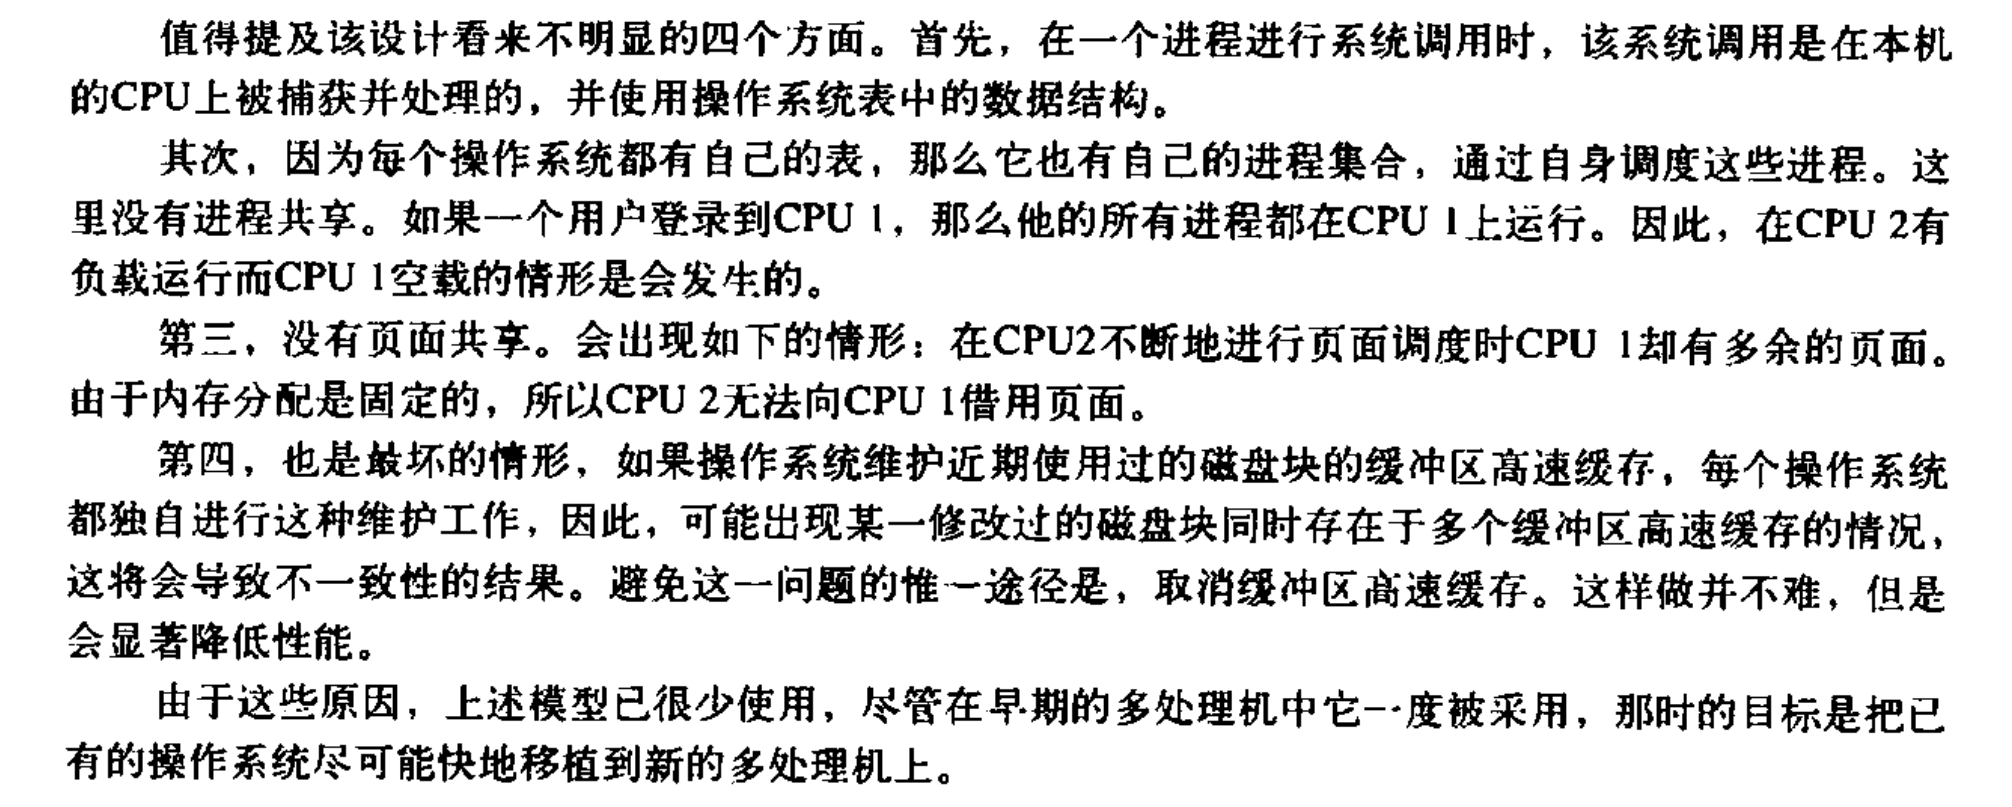 值得提及该设计看来不明显的四个方面。首先，在一个进程进行系统调用时，该系统调用是在本机
的CPU上被捕获并处理的，并使用操作系统表中的数据结构。
其次，因为每个操作系统都有自己的表，那么它也有自己的进程集合，通过自身调度这些进程。这
里没有进程共享。如果一个用户登录到CPU 1，那么他的所有进程都在CPU 1上运行。因此，在CPU 2有
负载运行而CPU 1空载的情形是会发生的。
第三，没有页面共享。会出现如下的情形：在CPU2不断地进行页面调度时CPU 1却有多余的页面。
由于内存分配是固定的，所以CPU 2无法向CPU 1借用页面。
第四，也是最坏的情形，如果操作系统维护近期使用过的磁盘块的缓冲区高速缓存，每个操作系统
都独自进行这种维护工作，因此，可能出现某一修改过的磁盘块同时存在于多个缓冲区高速缓存的情况，
这将会导致不一致性的结果。避免这一问题的惟一途径是，取消缓冲区高速缓存。这样做并不难，但是
会显著降低性能。
由于这些原因，上述模型已很少使用，尽管在早期的多处理机中它一度被采用，那时的目标是把已
有的操作系统尽可能快地移植到新的多处理机上。